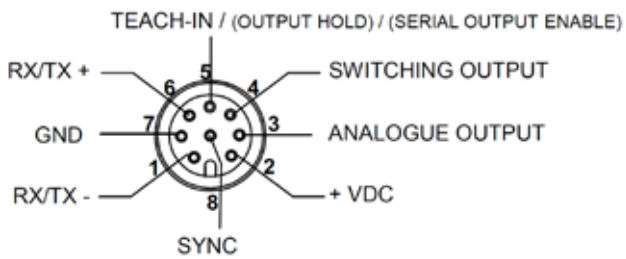 TEACH-IN / (OUTPUT HOLD) / (SERIAL OUTPUT ENABLE)
RX/TX +
6
5
4
SWITCHING OUTPUT
GND
7
3
ANALOGUE OUTPUT
RX/TX -
1
2
+ VDC
8
SYNC